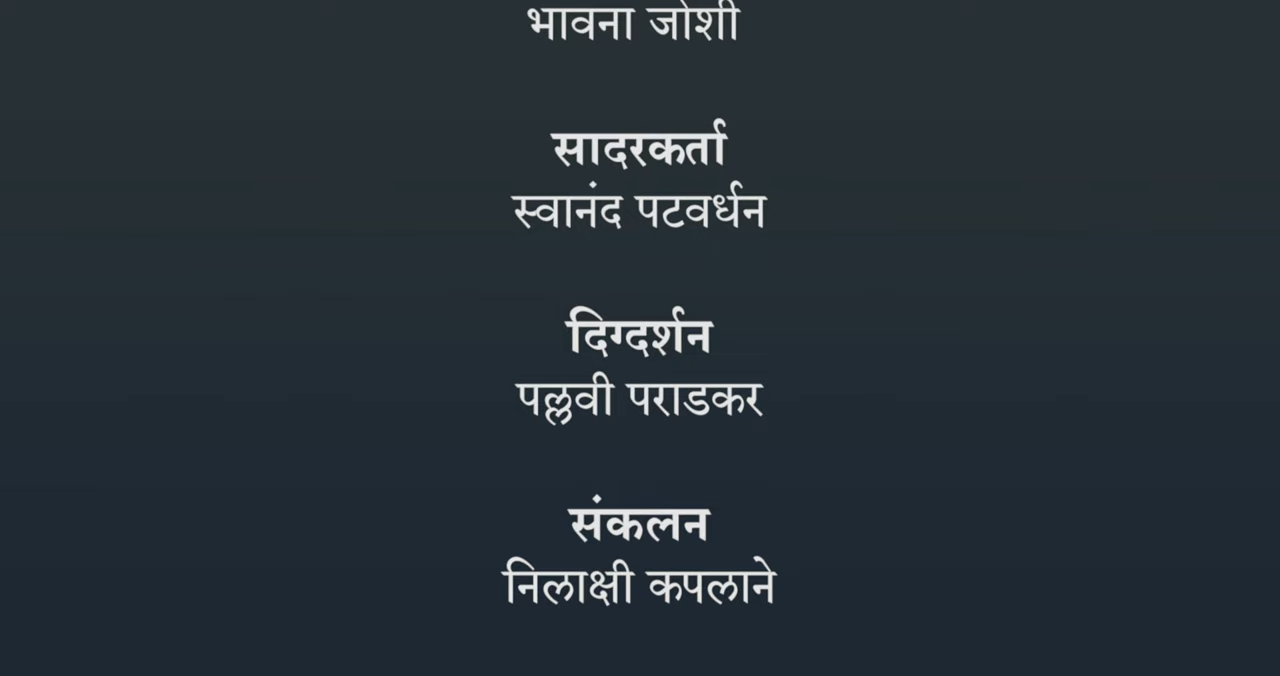 भावना जोशी
सादरकर्ता
स्वानंद पटवर्धन
दिग्दर्शन
पल्लवी पराडकर
संकलन
निलाक्षी कपलाने